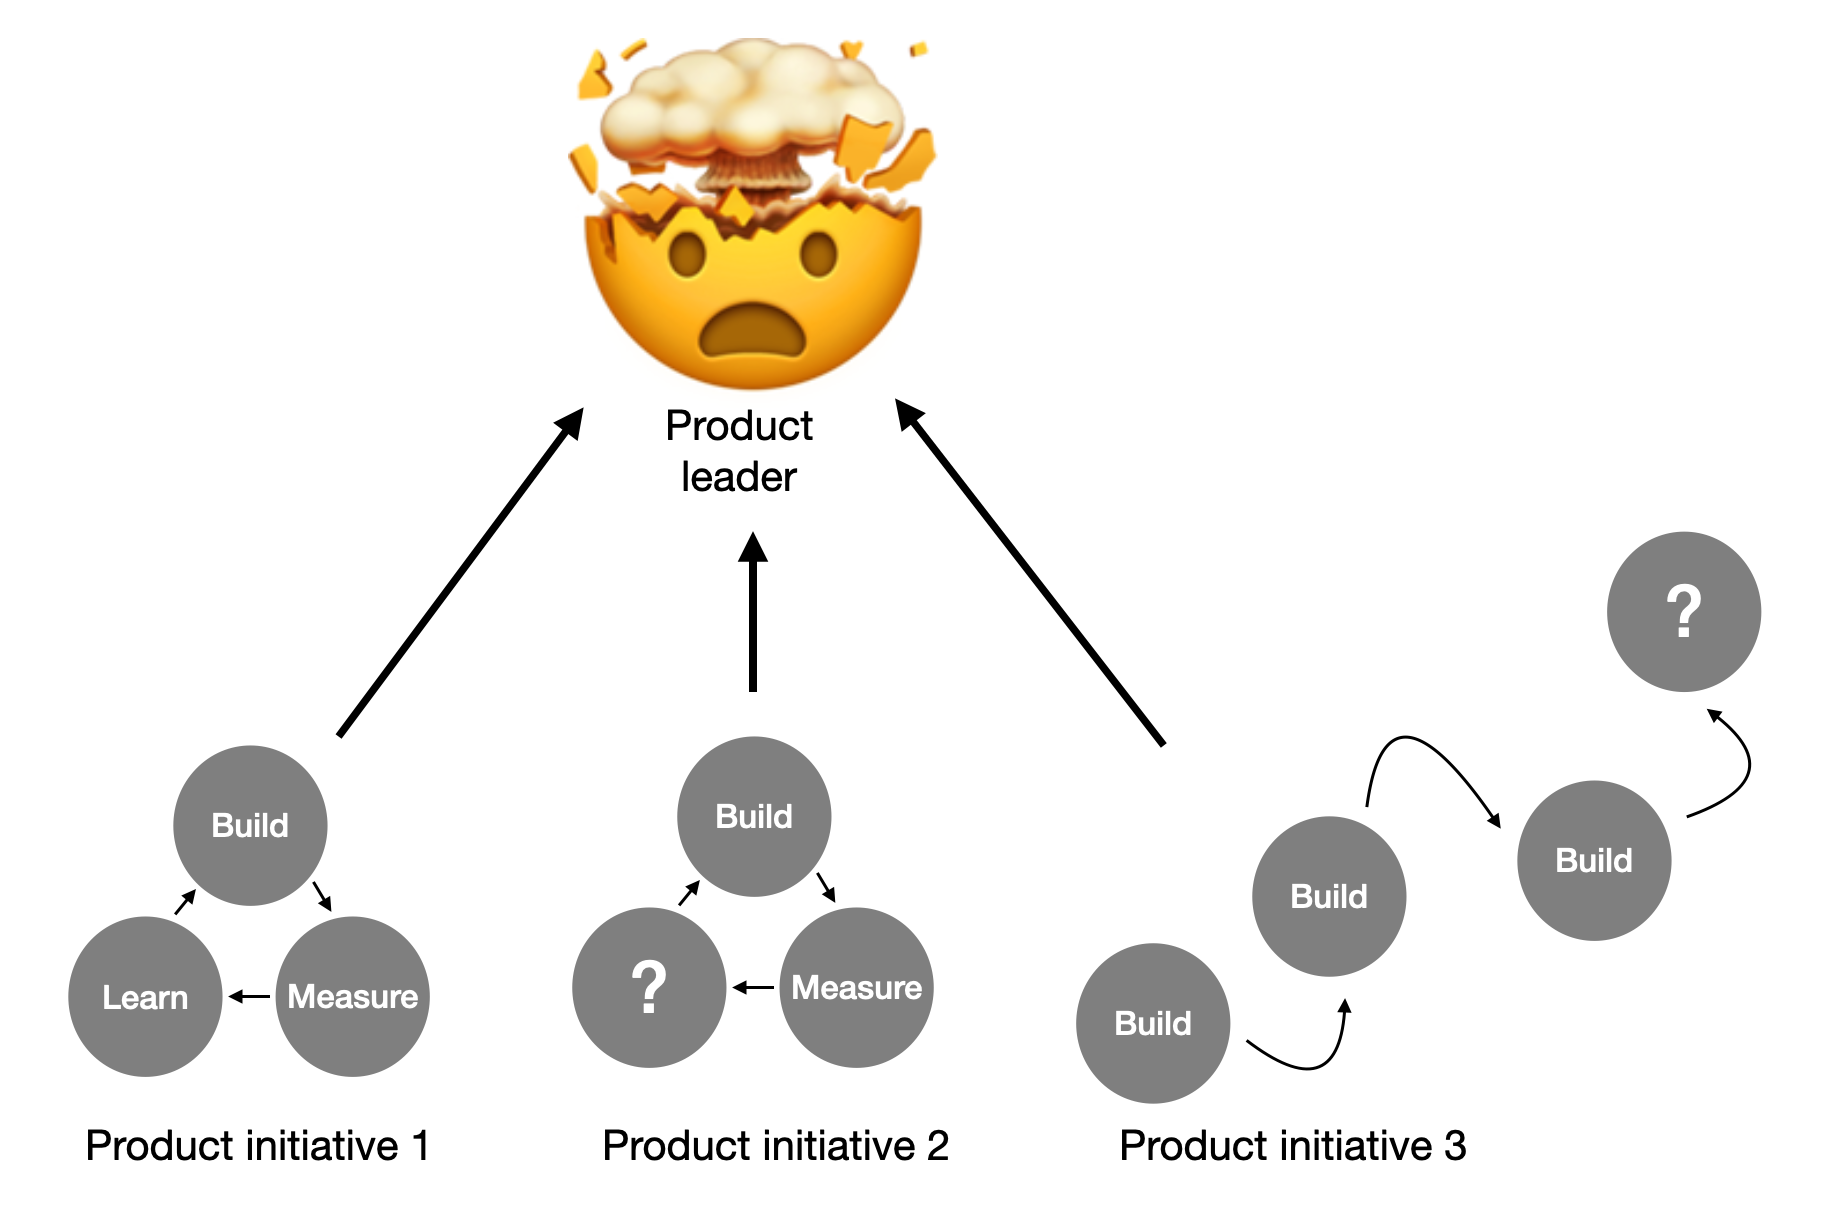 Product
leader
?
Build
Build
Build
Build
Build
Learn
Measure
?
Measure
Build
Product initiative 1
Product initiative 2
Product initiative 3